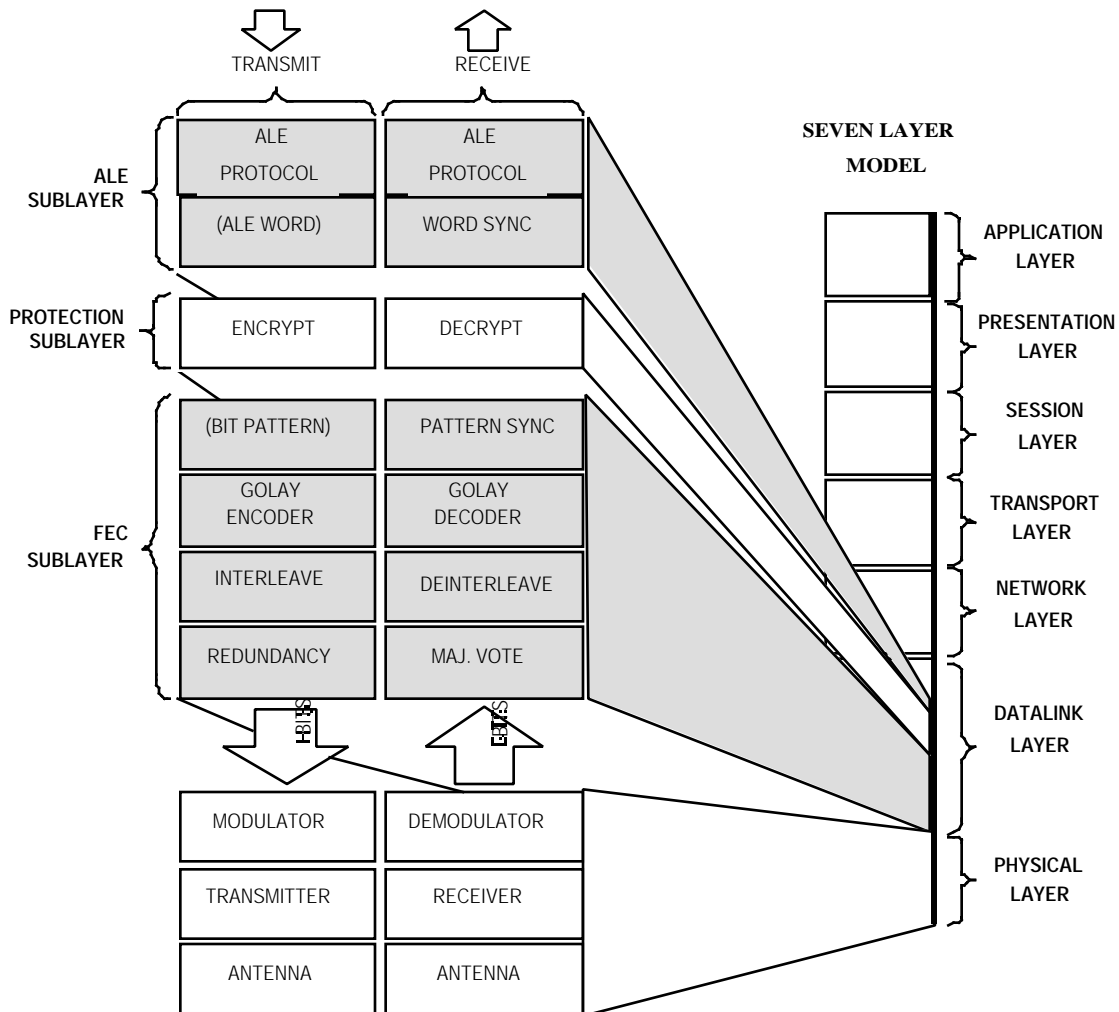 TRANSMIT
RECEIVE
ALE
SUBLAYER
ALE
PROTOCOL
ALE
PROTOCOL
(ALE WORD)
WORD SYNC
PROTECTION
SUBLAYER
ENCRYPT
DECRYPT
FEC
SUBLAYER
(BIT PATTERN)
PATTERN SYNC
GOLAY
ENCODER
GOLAY
DECODER
INTERLEAVE
DEINTERLEAVE
REDUNDANCY
MAJ. VOTE
MODULATOR
DEMODULATOR
TRANSMITTER
RECEIVER
ANTENNA
ANTENNA
SEVEN LAYER
MODEL
APPLICATION
LAYER
PRESENTATION
LAYER
SESSION
LAYER
TRANSPORT
LAYER
NETWORK
LAYER
DATALINK
LAYER
PHYSICAL
LAYER